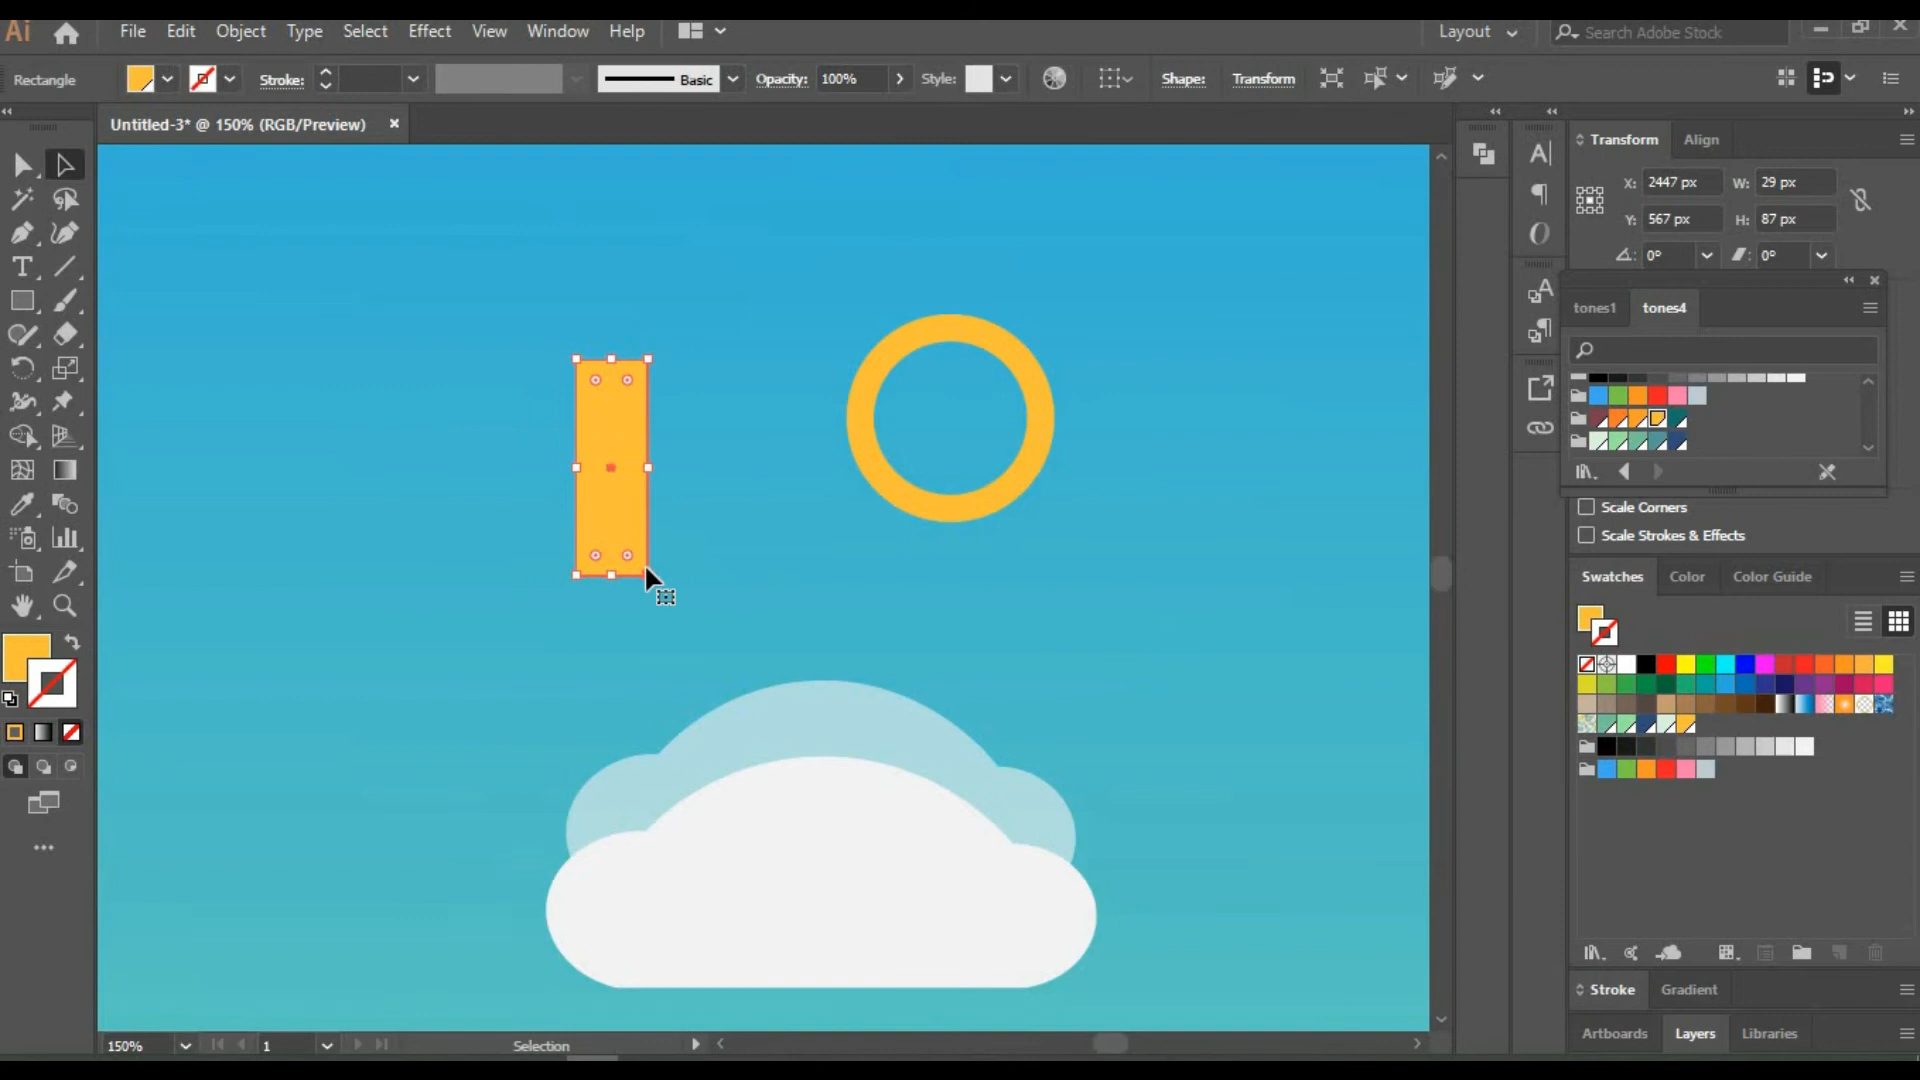 Ai File Edit Object Type Select Effect View Window Help Layout Search Adobe Stock
Rectangle Stroke: Basic Opacity: 100% Style: Shape: Transform
Untitled-3* @ 150% (RGB/Preview) ×
Transform Align
X: 2447 px W: 29 px
Y: 567 px H: 87 px
0° 0°
tones1 tones4
Scale Corners
Scale Strokes & Effects
Swatches Color Color Guide
Stroke Gradient
150% 1 Selection
Artboards Layers Libraries